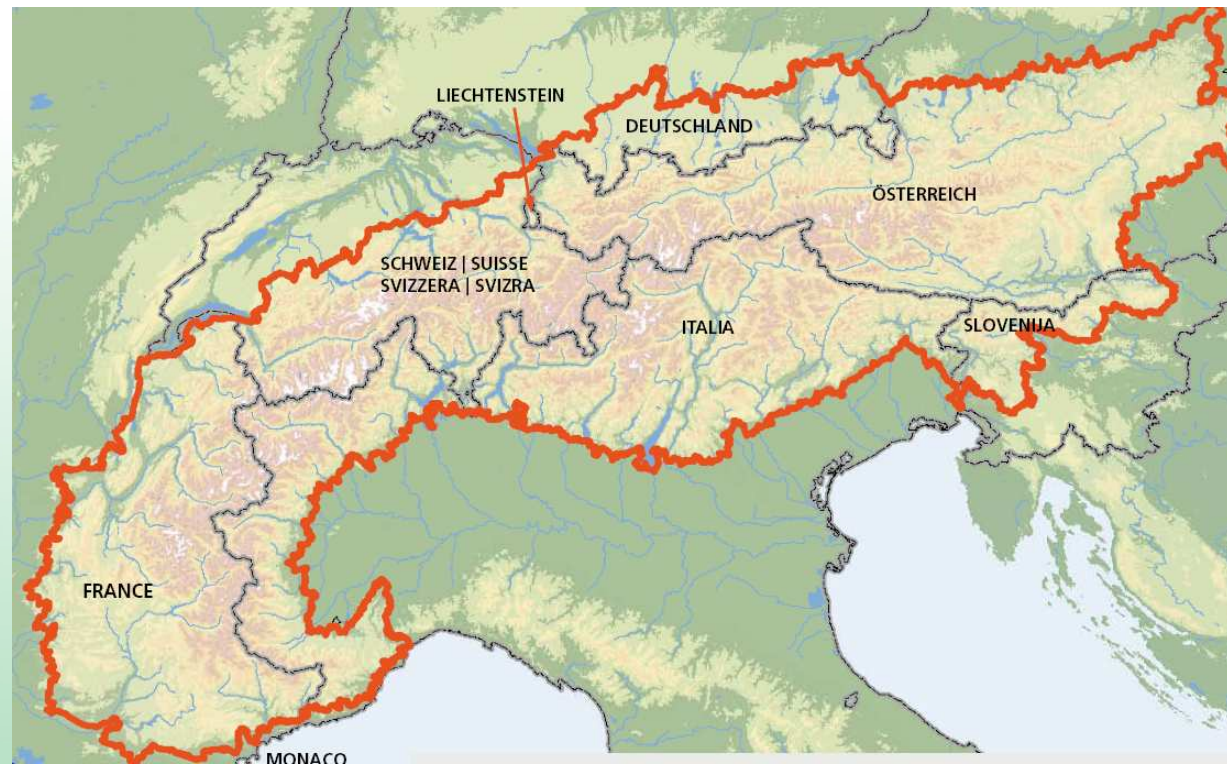 LIECHTENSTEIN
DEUTSCHLAND
ÖSTERREICH
SCHWEIZ | SUISSE
SVIZZERA | SVIZRA
ITALIA
SLOVENIJA
FRANCE
MONACO